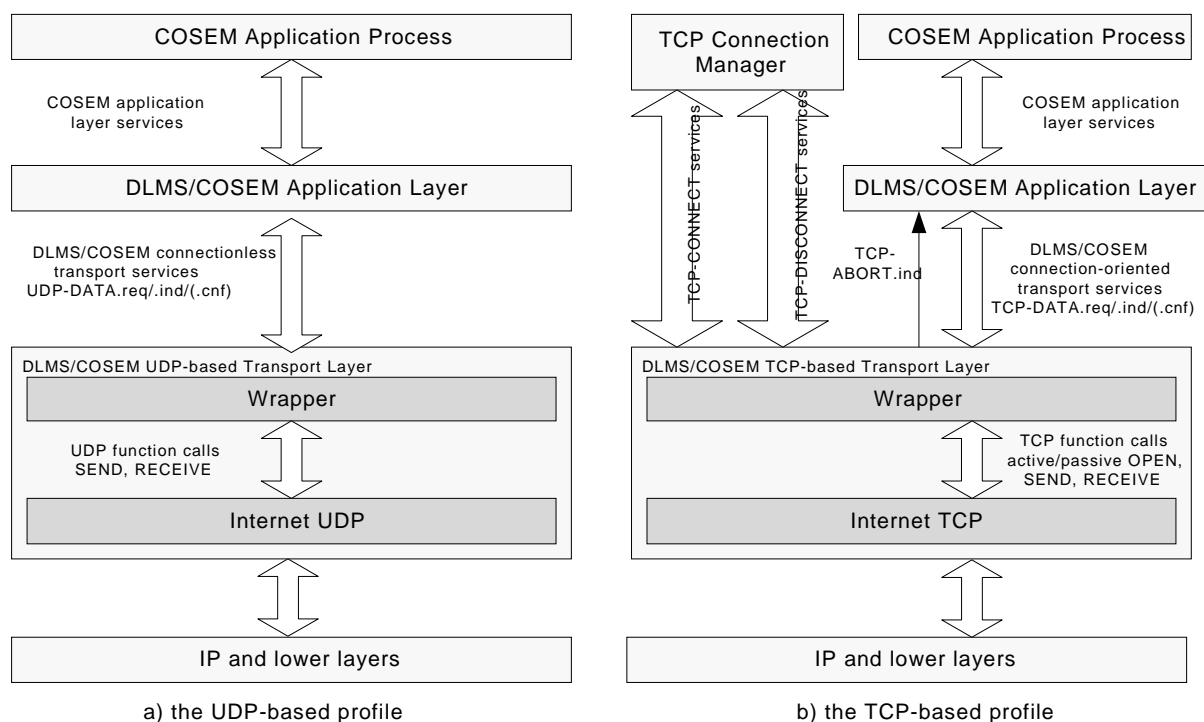 COSEM Application Process
COSEM application
layer services
DLMS/COSEM Application Layer
DLMS/COSEM connectionless
transport services
UDP-DATA.req/.ind/(.cnf)
DLMS/COSEM UDP-based Transport Layer
Wrapper
UDP function calls
SEND, RECEIVE
Internet UDP
IP and lower layers
a) the UDP-based profile
TCP Connection
Manager
COSEM Application Process
TCP-CONNECT services
TCP-DISCONNECT services
COSEM application
layer services
DLMS/COSEM Application Layer
TCP-
ABORT.ind
DLMS/COSEM
connection-oriented
transport services
TCP-DATA.req/.ind/(.cnf)
DLMS/COSEM TCP-based Transport Layer
Wrapper
TCP function calls
active/passive OPEN,
SEND, RECEIVE
Internet TCP
IP and lower layers
b) the TCP-based profile